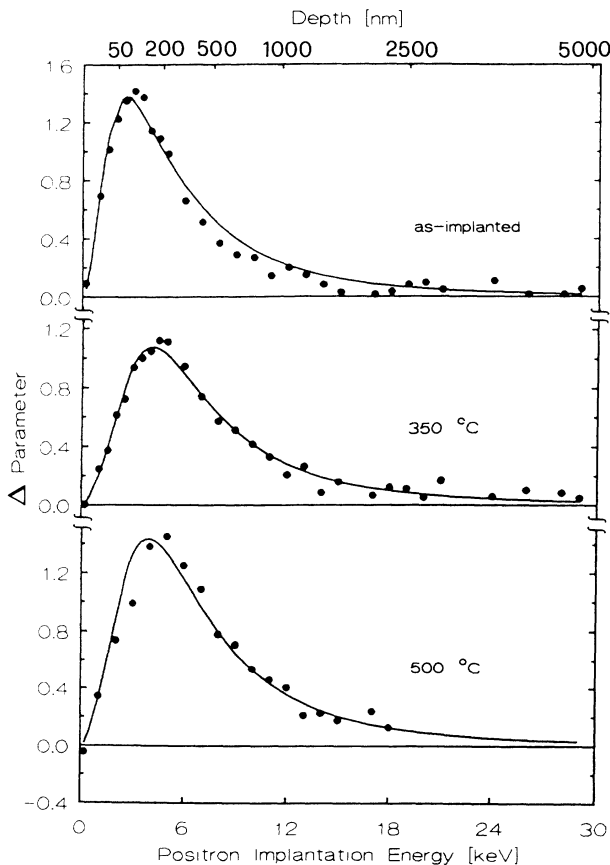 Depth [nm]
50 200 500 1000 2500 5000
1.6
1.2
0.8
0.4
0.0
as-implanted
1.2
0.8
0.4
0.0
350 °C
Δ Parameter
1.2
0.8
0.4
0.0
-0.4
500 °C
0 6 12 18 24 30
Positron Implantation Energy [keV]